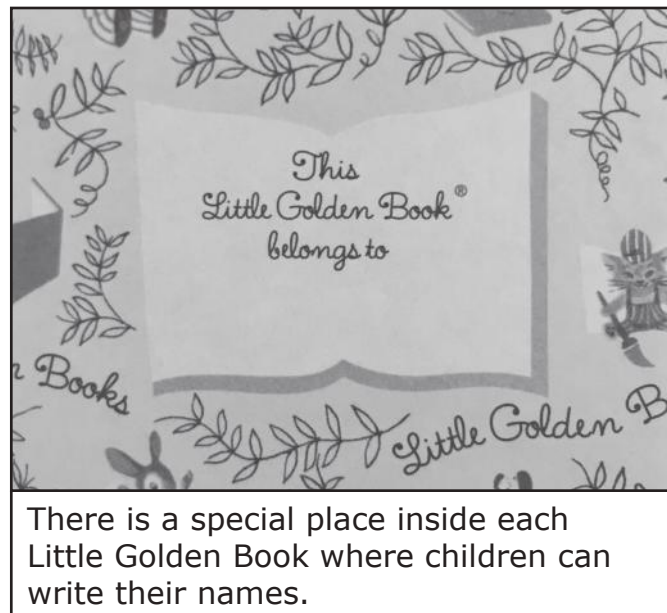 This
Little Golden Book®
belongs to
Books
Little Golden B
There is a special place inside each
Little Golden Book where children can
write their names.